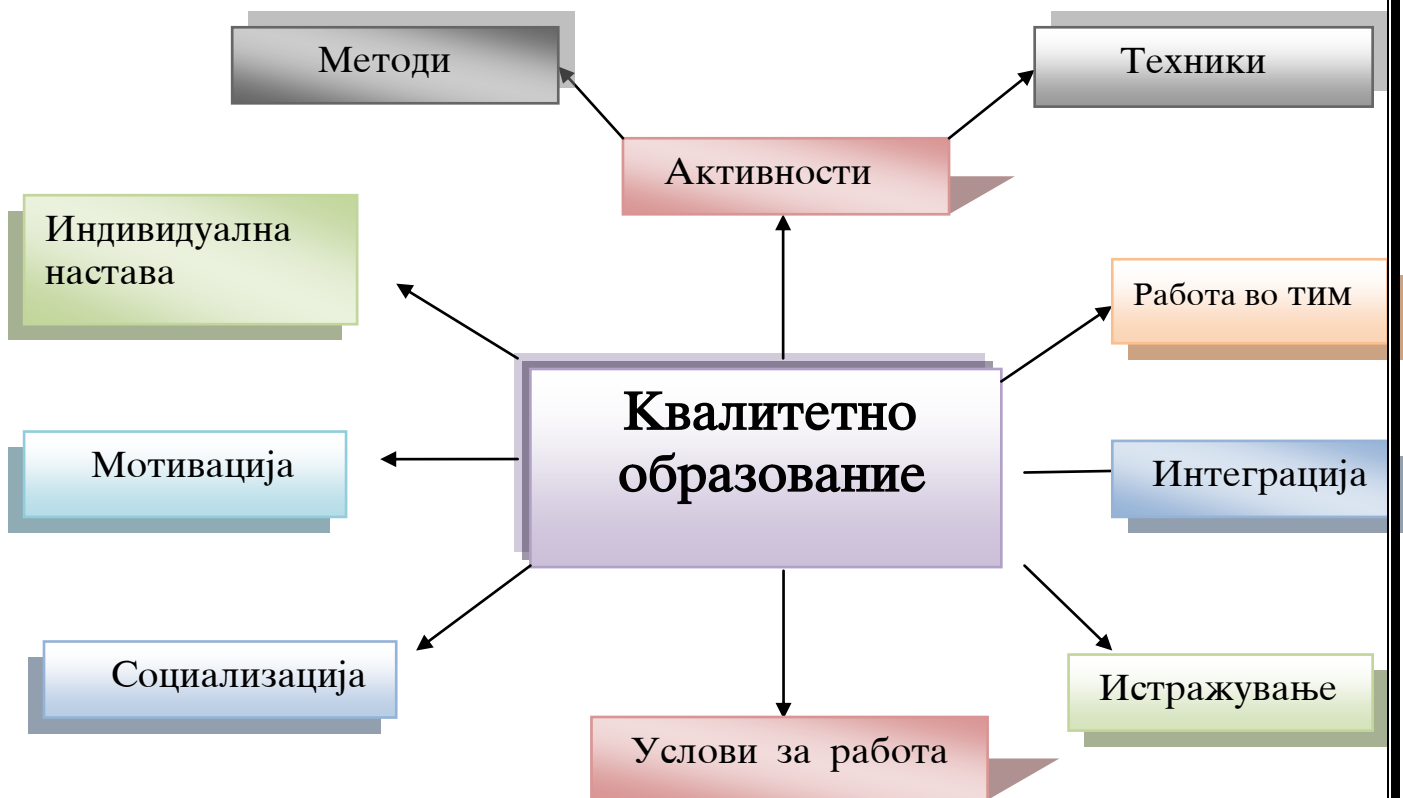 Методи
Техники
Активности
Индивидуална
настава
Работа во тим
Квалитетно
образование
Мотивација
Интеграција
Социализација
Истражување
Услови за работа